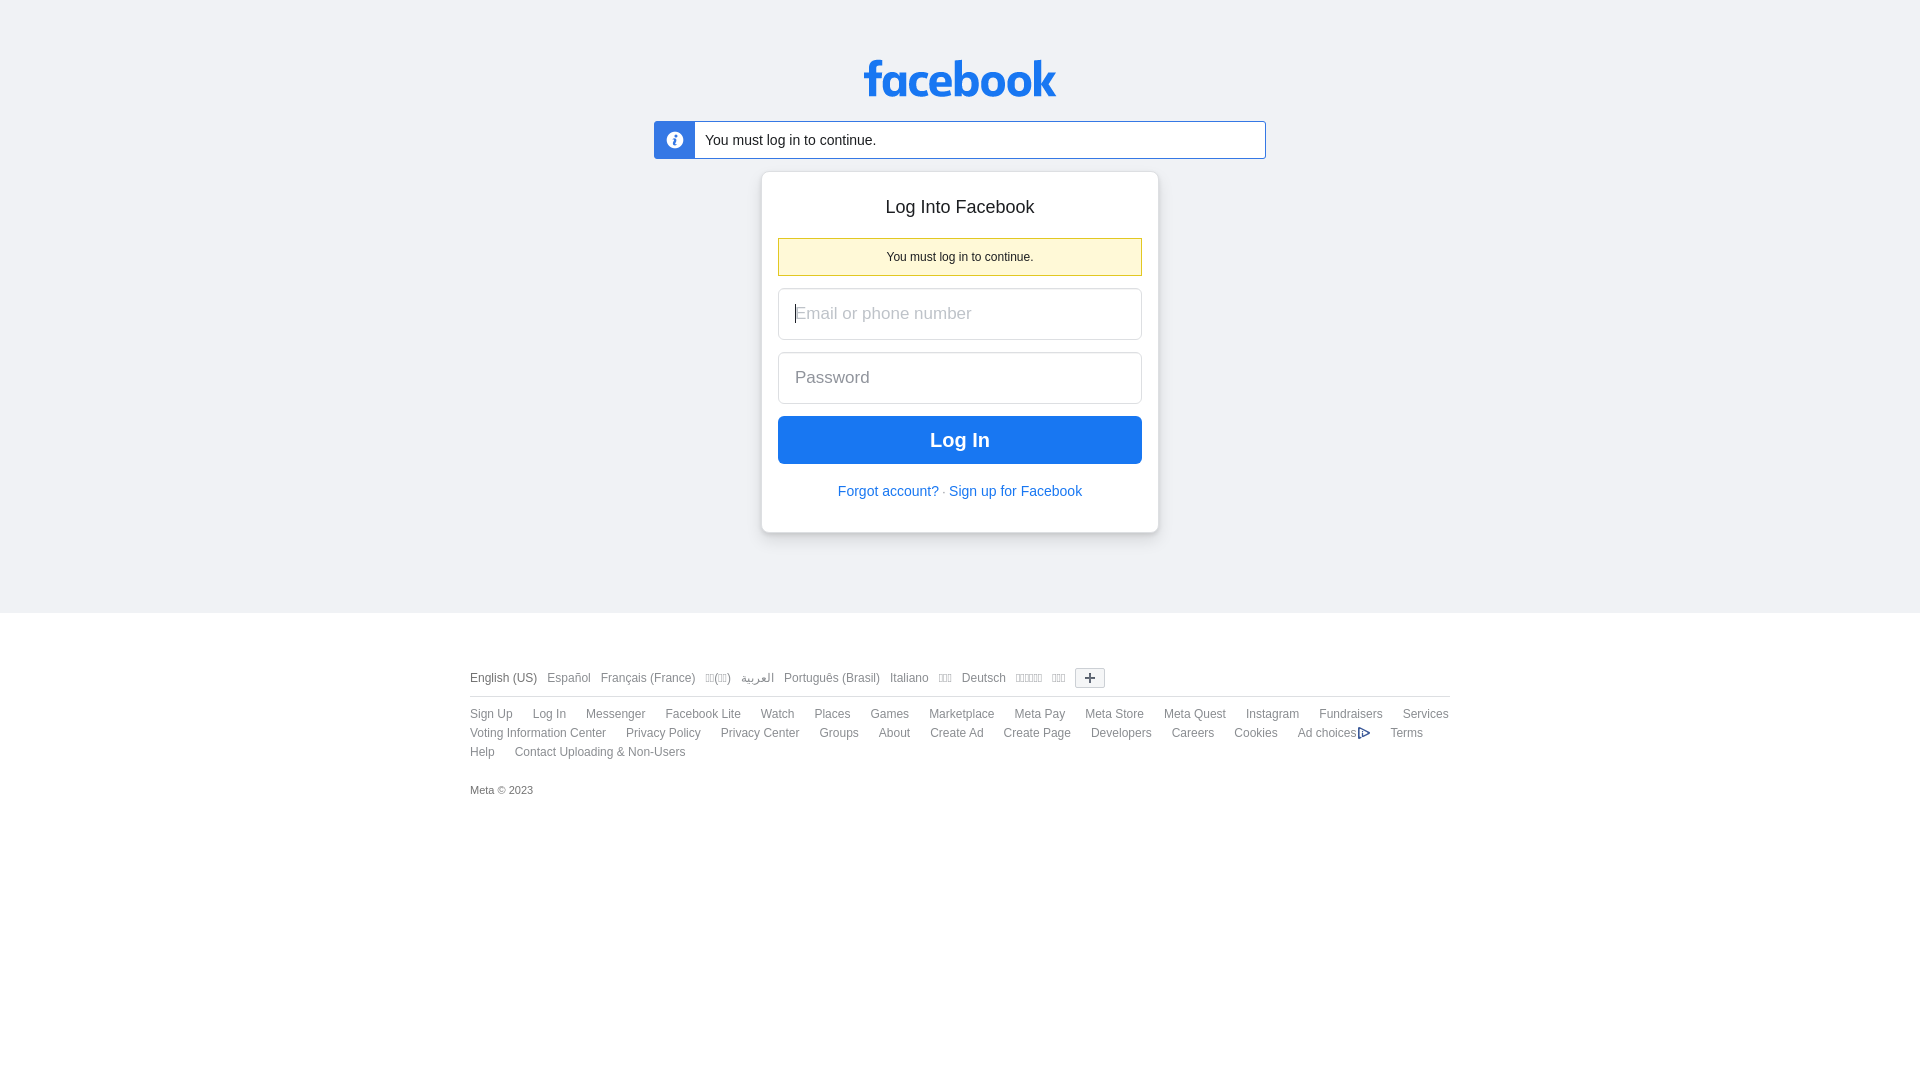 facebook
You must log in to continue.
Log Into Facebook
You must log in to continue.
Email or phone number
Password
Log In
Forgot account? · Sign up for Facebook
English (US) Español Français (France) العربية Português (Brasil) Italiano Deutsch
Sign Up Log In Messenger Facebook Lite Watch Places Games Marketplace Meta Pay Meta Store Meta Quest Instagram Fundraisers Services
Voting Information Center Privacy Policy Privacy Center Groups About Create Ad Create Page Developers Careers Cookies Ad choices Terms
Help Contact Uploading & Non-Users
Meta © 2023